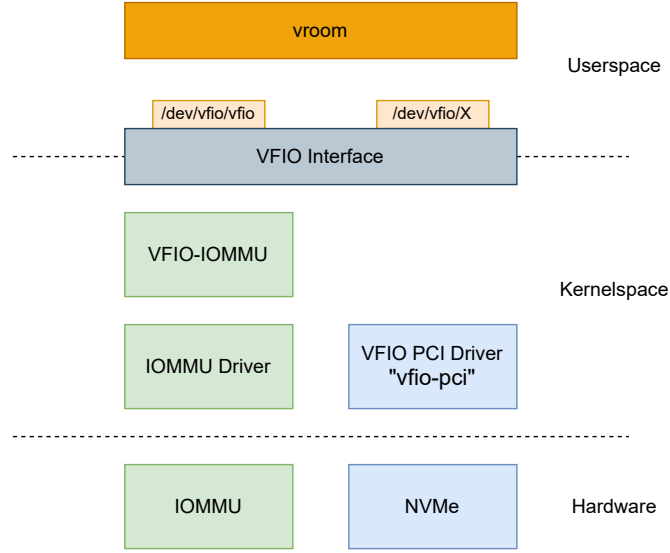 vroom
Userspace
/dev/vfio/vfio
/dev/vfio/X
VFIO Interface
VFIO-IOMMU
Kernelspace
IOMMU Driver
VFIO PCI Driver
"vfio-pci"
IOMMU
NVMe
Hardware